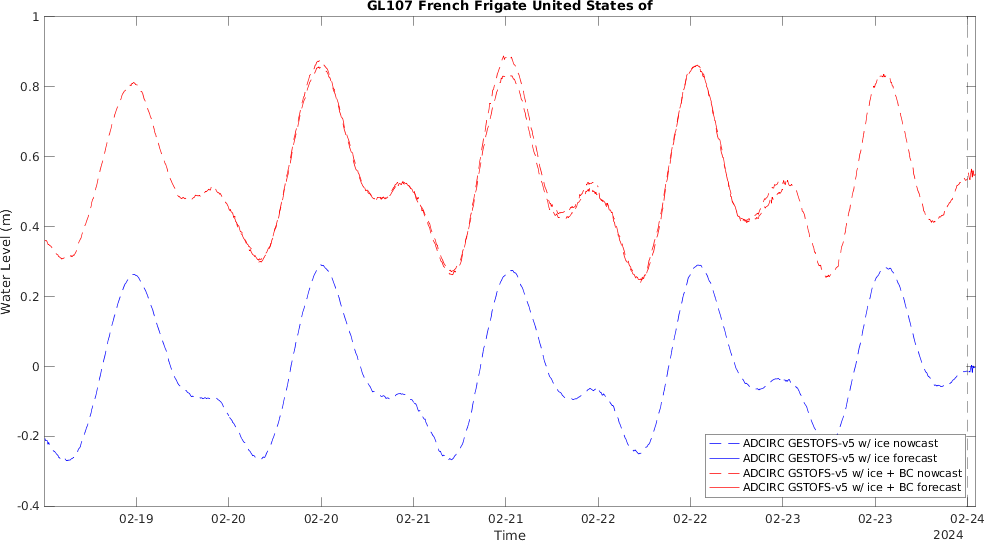 GL107 French Frigate United States of
1
0.8
0.6
0.4
0.2
0
-0.2
-0.4
Water Level (m)
ADCIRC GESTOFS-v5 w/ ice nowcast
ADCIRC GESTOFS-v5 w/ ice forecast
ADCIRC GSTOFS-v5 w/ ice + BC nowcast
ADCIRC GSTOFS-v5 w/ ice + BC forecast
02-19 02-20 02-20 02-21 02-21 02-22 02-22 02-23 02-23 02-24
Time
2024